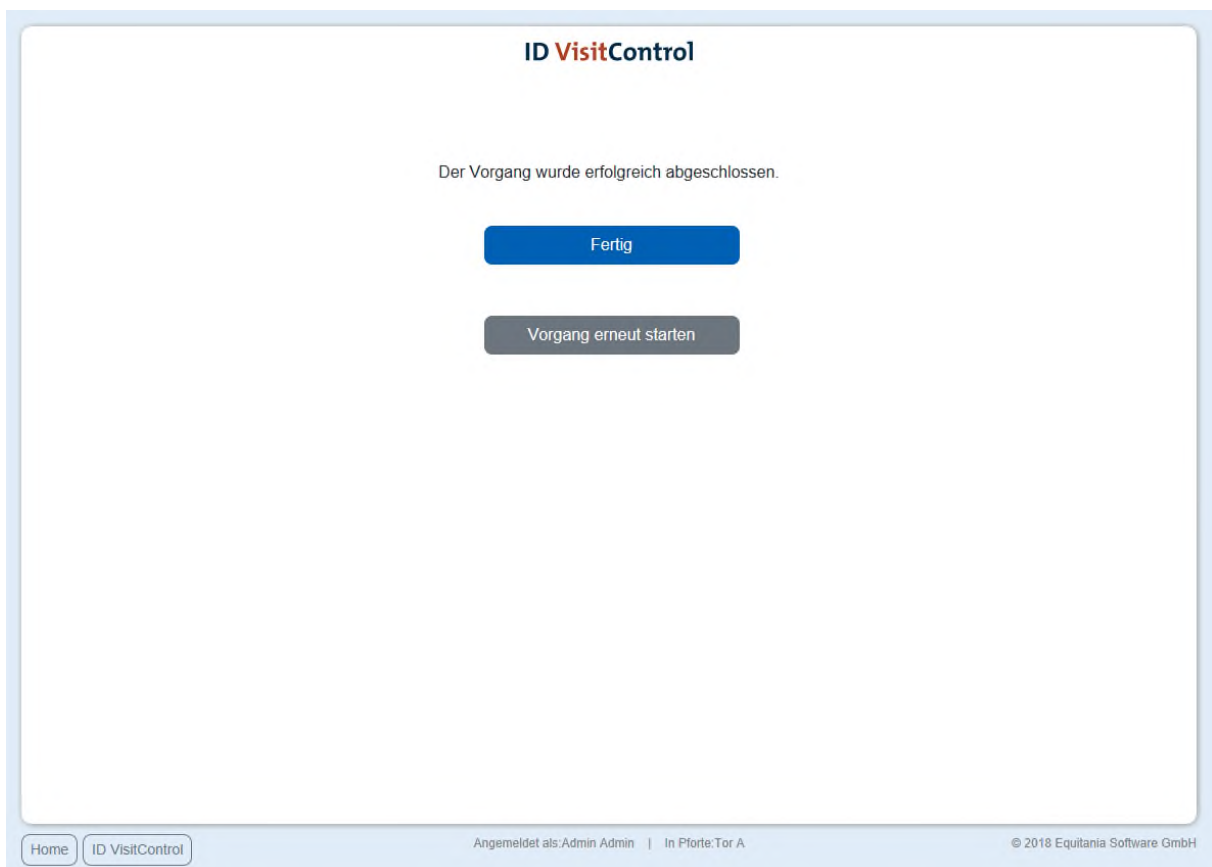 ID VisitControl
Der Vorgang wurde erfolgreich abgeschlossen.
Fertig
Vorgang erneut starten
Home ID VisitControl Angemeldet als:Admin Admin | In Pforte:Tor A © 2018 Equitania Software GmbH